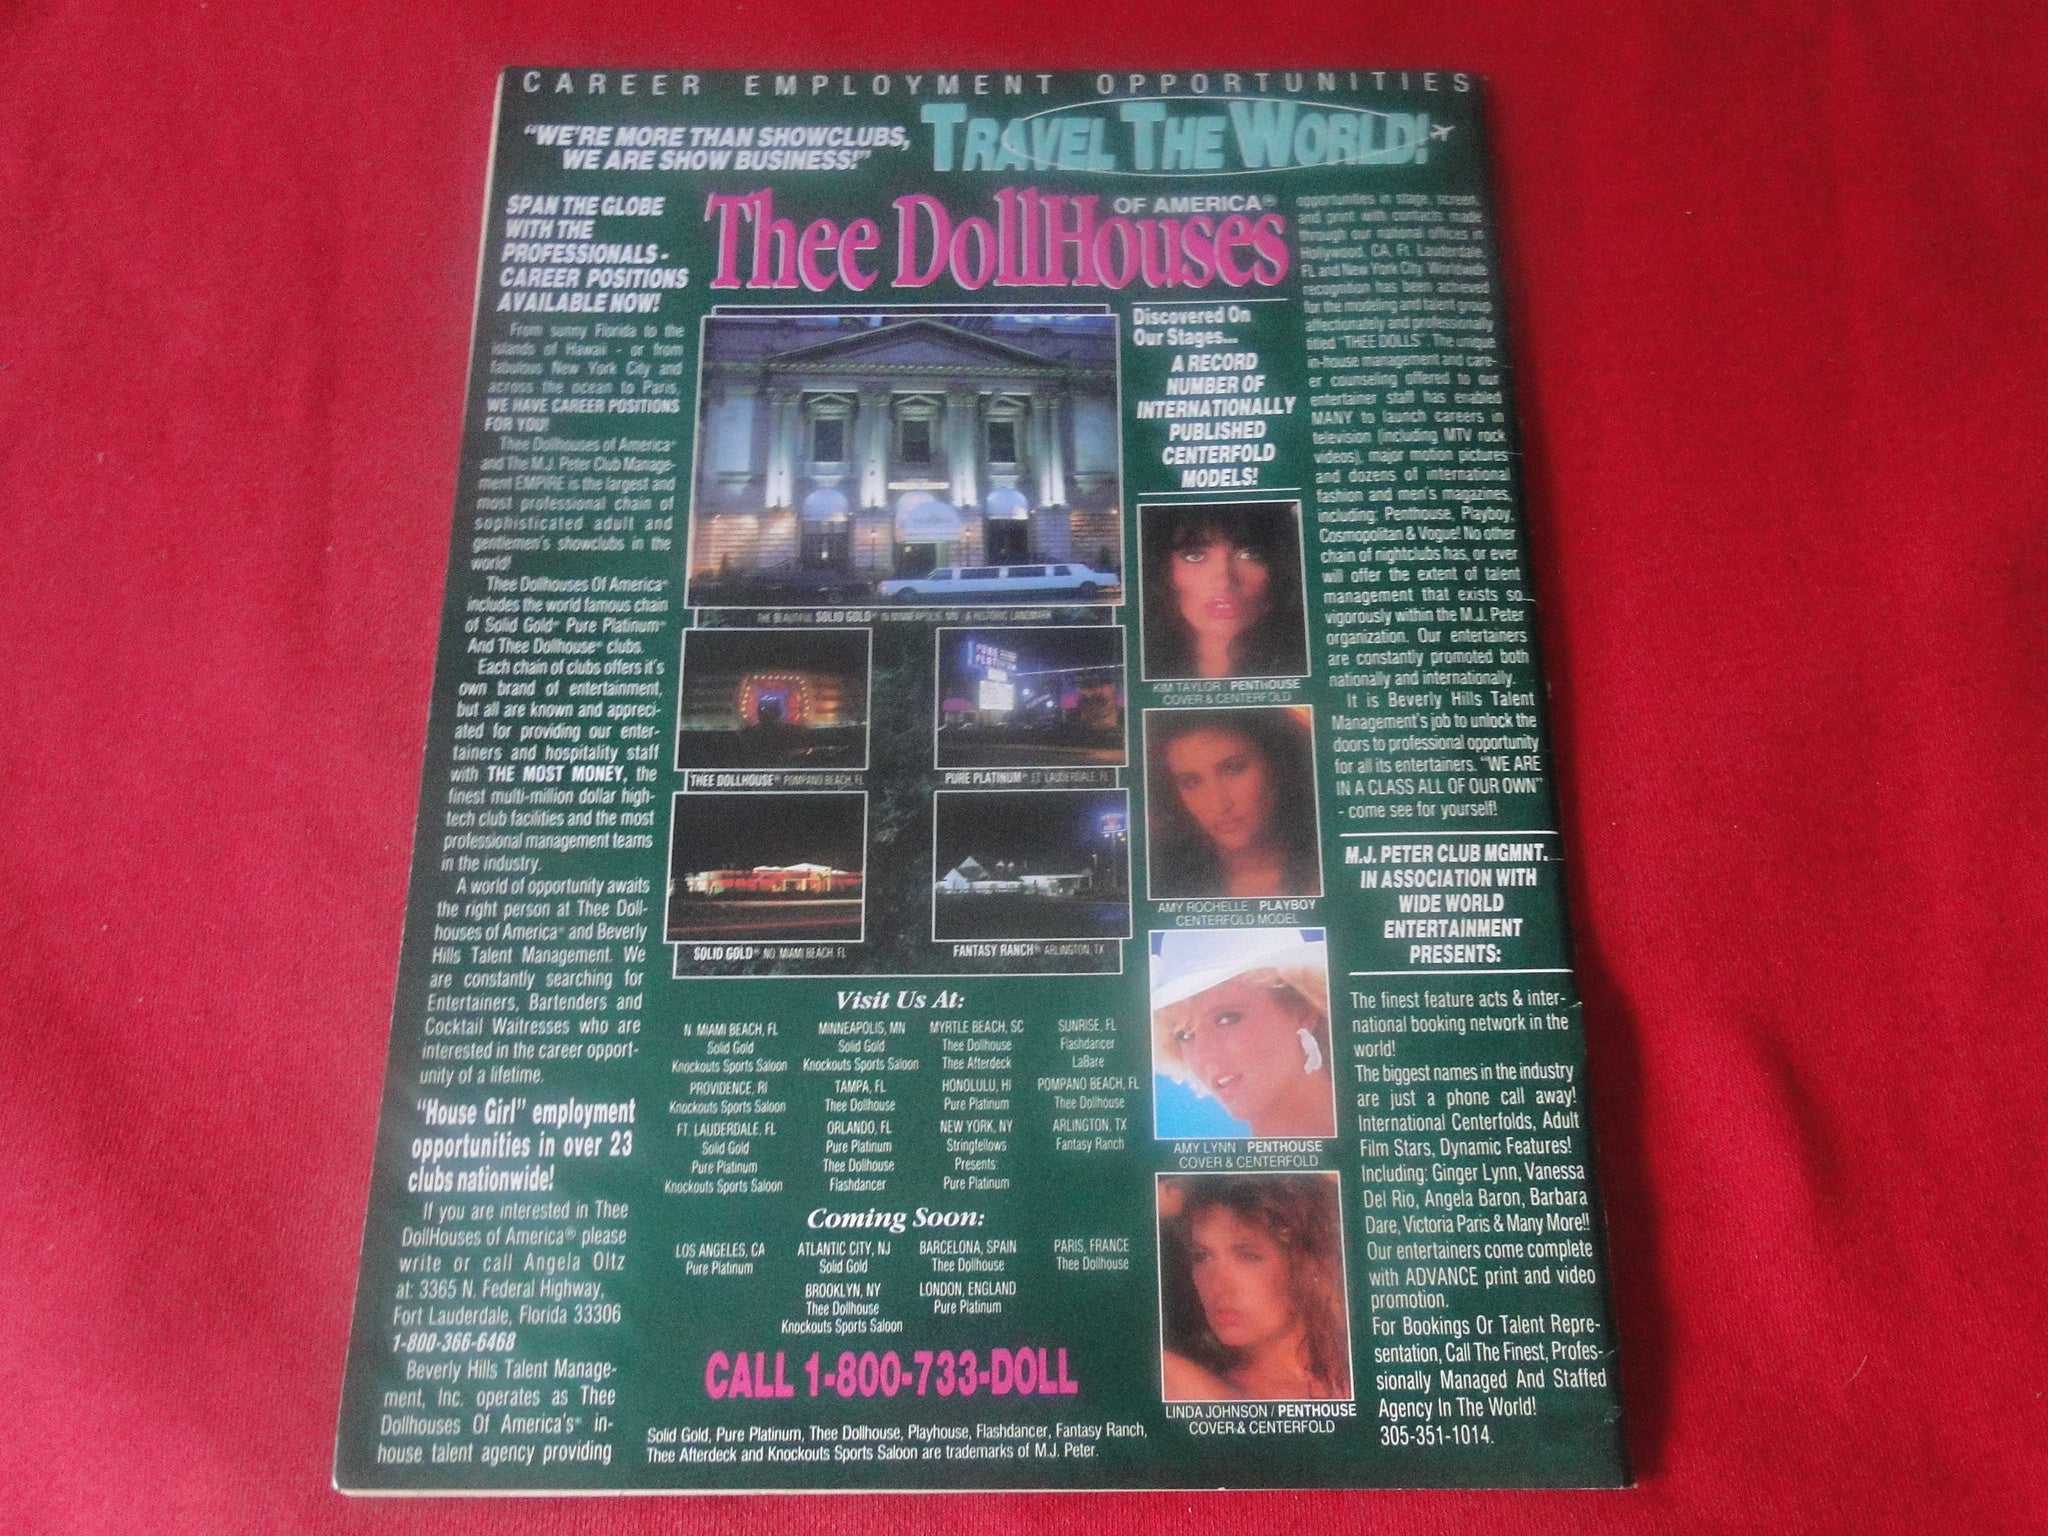 CAREER EMPLOYMENT OPPORTUNITIES
"WE'RE MORE THAN SHOWCLUBS,
WE ARE SHOW BUSINESS!"
TRAVEL THE WORLD!
Thee DollHouses
OF AMERICA®
SPAN THE GLOBE
WITH THE
PROFESSIONALS -
CAREER POSITIONS
AVAILABLE NOW!
From sunny Florida to the
islands of Hawaii - or from
fabulous New York City and
across the ocean to Paris,
WE HAVE CAREER POSITIONS
FOR YOU!
Thee Dollhouses of America®
and The M.J. Peter Club Manage-
ment EMPIRE is the largest and
most professional chain of
sophisticated adult and
gentlemen's showclubs in the
world!
Thee Dollhouses Of America®
includes the world famous chain
of Solid Gold® Pure Platinum®
And Thee Dollhouse® clubs.
Each chain of clubs offers it's
own brand of entertainment,
but all are known and appreci-
ated for providing our enter-
tainers and hospitality staff
with THE MOST MONEY, the
finest multi-million dollar high-
tech club facilities and the most
professional management teams
in the industry.
A world of opportunity awaits
the right person at Thee Doll-
houses of America® and Beverly
Hills Talent Management. We
are constantly searching for
Entertainers, Bartenders and
Cocktail Waitresses who are
interested in the career opport-
unity of a lifetime.
"House Girl" employment
opportunities in over 23
clubs nationwide!
If you are interested in Thee
DollHouses of America® please
write or call Angela Oltz
at: 3365 N. Federal Highway,
Fort Lauderdale, Florida 33306
1-800-366-6468
Beverly Hills Talent Manage-
ment, Inc. operates as Thee
Dollhouses Of America's® in-
house talent agency providing
THE BEAUTIFUL SOLID GOLD® IN MINNEAPOLIS, MN - A HISTORIC LANDMARK
THEE DOLLHOUSE® POMPANO BEACH, FL
PURE PLATINUM® FT. LAUDERDALE, FL
SOLID GOLD® NO. MIAMI BEACH, FL
FANTASY RANCH® ARLINGTON, TX
Visit Us At:
N. MIAMI BEACH, FL
Solid Gold
Knockouts Sports Saloon
PROVIDENCE, RI
Knockouts Sports Saloon
FT. LAUDERDALE, FL
Solid Gold
Pure Platinum
Knockouts Sports Saloon
MINNEAPOLIS, MN
Solid Gold
Knockouts Sports Saloon
TAMPA, FL
Thee Dollhouse
ORLANDO, FL
Pure Platinum
Thee Dollhouse
Flashdancer
MYRTLE BEACH, SC
Thee Dollhouse
Thee Afterdeck
HONOLULU, HI
Pure Platinum
NEW YORK, NY
Stringfellows
Presents:
Pure Platinum
SUNRISE, FL
Flashdancer
LaBare
POMPANO BEACH, FL
Thee Dollhouse
ARLINGTON, TX
Fantasy Ranch
Coming Soon:
LOS ANGELES, CA
Pure Platinum
ATLANTIC CITY, NJ
Solid Gold
BROOKLYN, NY
Thee Dollhouse
Knockouts Sports Saloon
BARCELONA, SPAIN
Thee Dollhouse
LONDON, ENGLAND
Pure Platinum
PARIS, FRANCE
Thee Dollhouse
CALL 1-800-733-DOLL
Solid Gold, Pure Platinum, Thee Dollhouse, Playhouse, Flashdancer, Fantasy Ranch,
Thee Afterdeck and Knockouts Sports Saloon are trademarks of M.J. Peter.
Discovered On
Our Stages...
A RECORD
NUMBER OF
INTERNATIONALLY
PUBLISHED
CENTERFOLD
MODELS!
KIM TAYLOR / PENTHOUSE
COVER & CENTERFOLD
AMY ROCHELLE PLAYBOY
CENTERFOLD MODEL
AMY LYNN / PENTHOUSE
COVER & CENTERFOLD
LINDA JOHNSON / PENTHOUSE
COVER & CENTERFOLD
opportunities in stage, screen,
and print with contacts made
through our national offices in
Hollywood, CA, Ft. Lauderdale,
FL and New York City. Worldwide
recognition has been achieved
for the modeling and talent group
affectionately and professionally
titled "THEE DOLLS". The unique
in-house management and care-
er counseling offered to our
entertainer staff has enabled
MANY to launch careers in
television (including MTV rock
videos), major motion pictures
and dozens of international
fashion and men's magazines,
including: Penthouse, Playboy,
Cosmopolitan & Vogue! No other
chain of nightclubs has, or ever
will offer the extent of talent
management that exists so
vigorously within the M.J. Peter
organization. Our entertainers
are constantly promoted both
nationally and internationally.
It is Beverly Hills Talent
Management's job to unlock the
doors to professional opportunity
for all its entertainers. "WE ARE
IN A CLASS ALL OF OUR OWN"
- come see for yourself!
M.J. PETER CLUB MGMNT.
IN ASSOCIATION WITH
WIDE WORLD
ENTERTAINMENT
PRESENTS:
The finest feature acts & inter-
national booking network in the
world!
The biggest names in the industry
are just a phone call away!
International Centerfolds, Adult
Film Stars, Dynamic Features!
Including: Ginger Lynn, Vanessa
Del Rio, Angela Baron, Barbara
Dare, Victoria Paris & Many More!!
Our entertainers come complete
with ADVANCE print and video
promotion.
For Bookings Or Talent Repre-
sentation, Call The Finest, Profes-
sionally Managed And Staffed
Agency In The World!
305-351-1014.